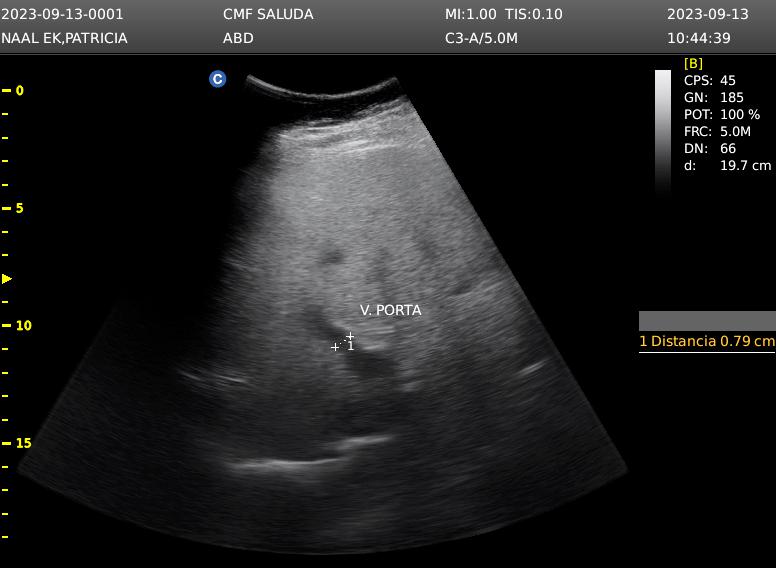 2023-09-13-0001 CMF SALUDA MI:1.00 TIS:0.10 2023-09-13
NAAL EK,PATRICIA ABD C3-A/5.0M 10:44:39
C
[B]
CPS: 45
GN: 185
POT: 100 %
FRC: 5.0M
DN: 66
d: 19.7 cm
0
5
10
15
V. PORTA
1
1 Distancia 0.79 cm